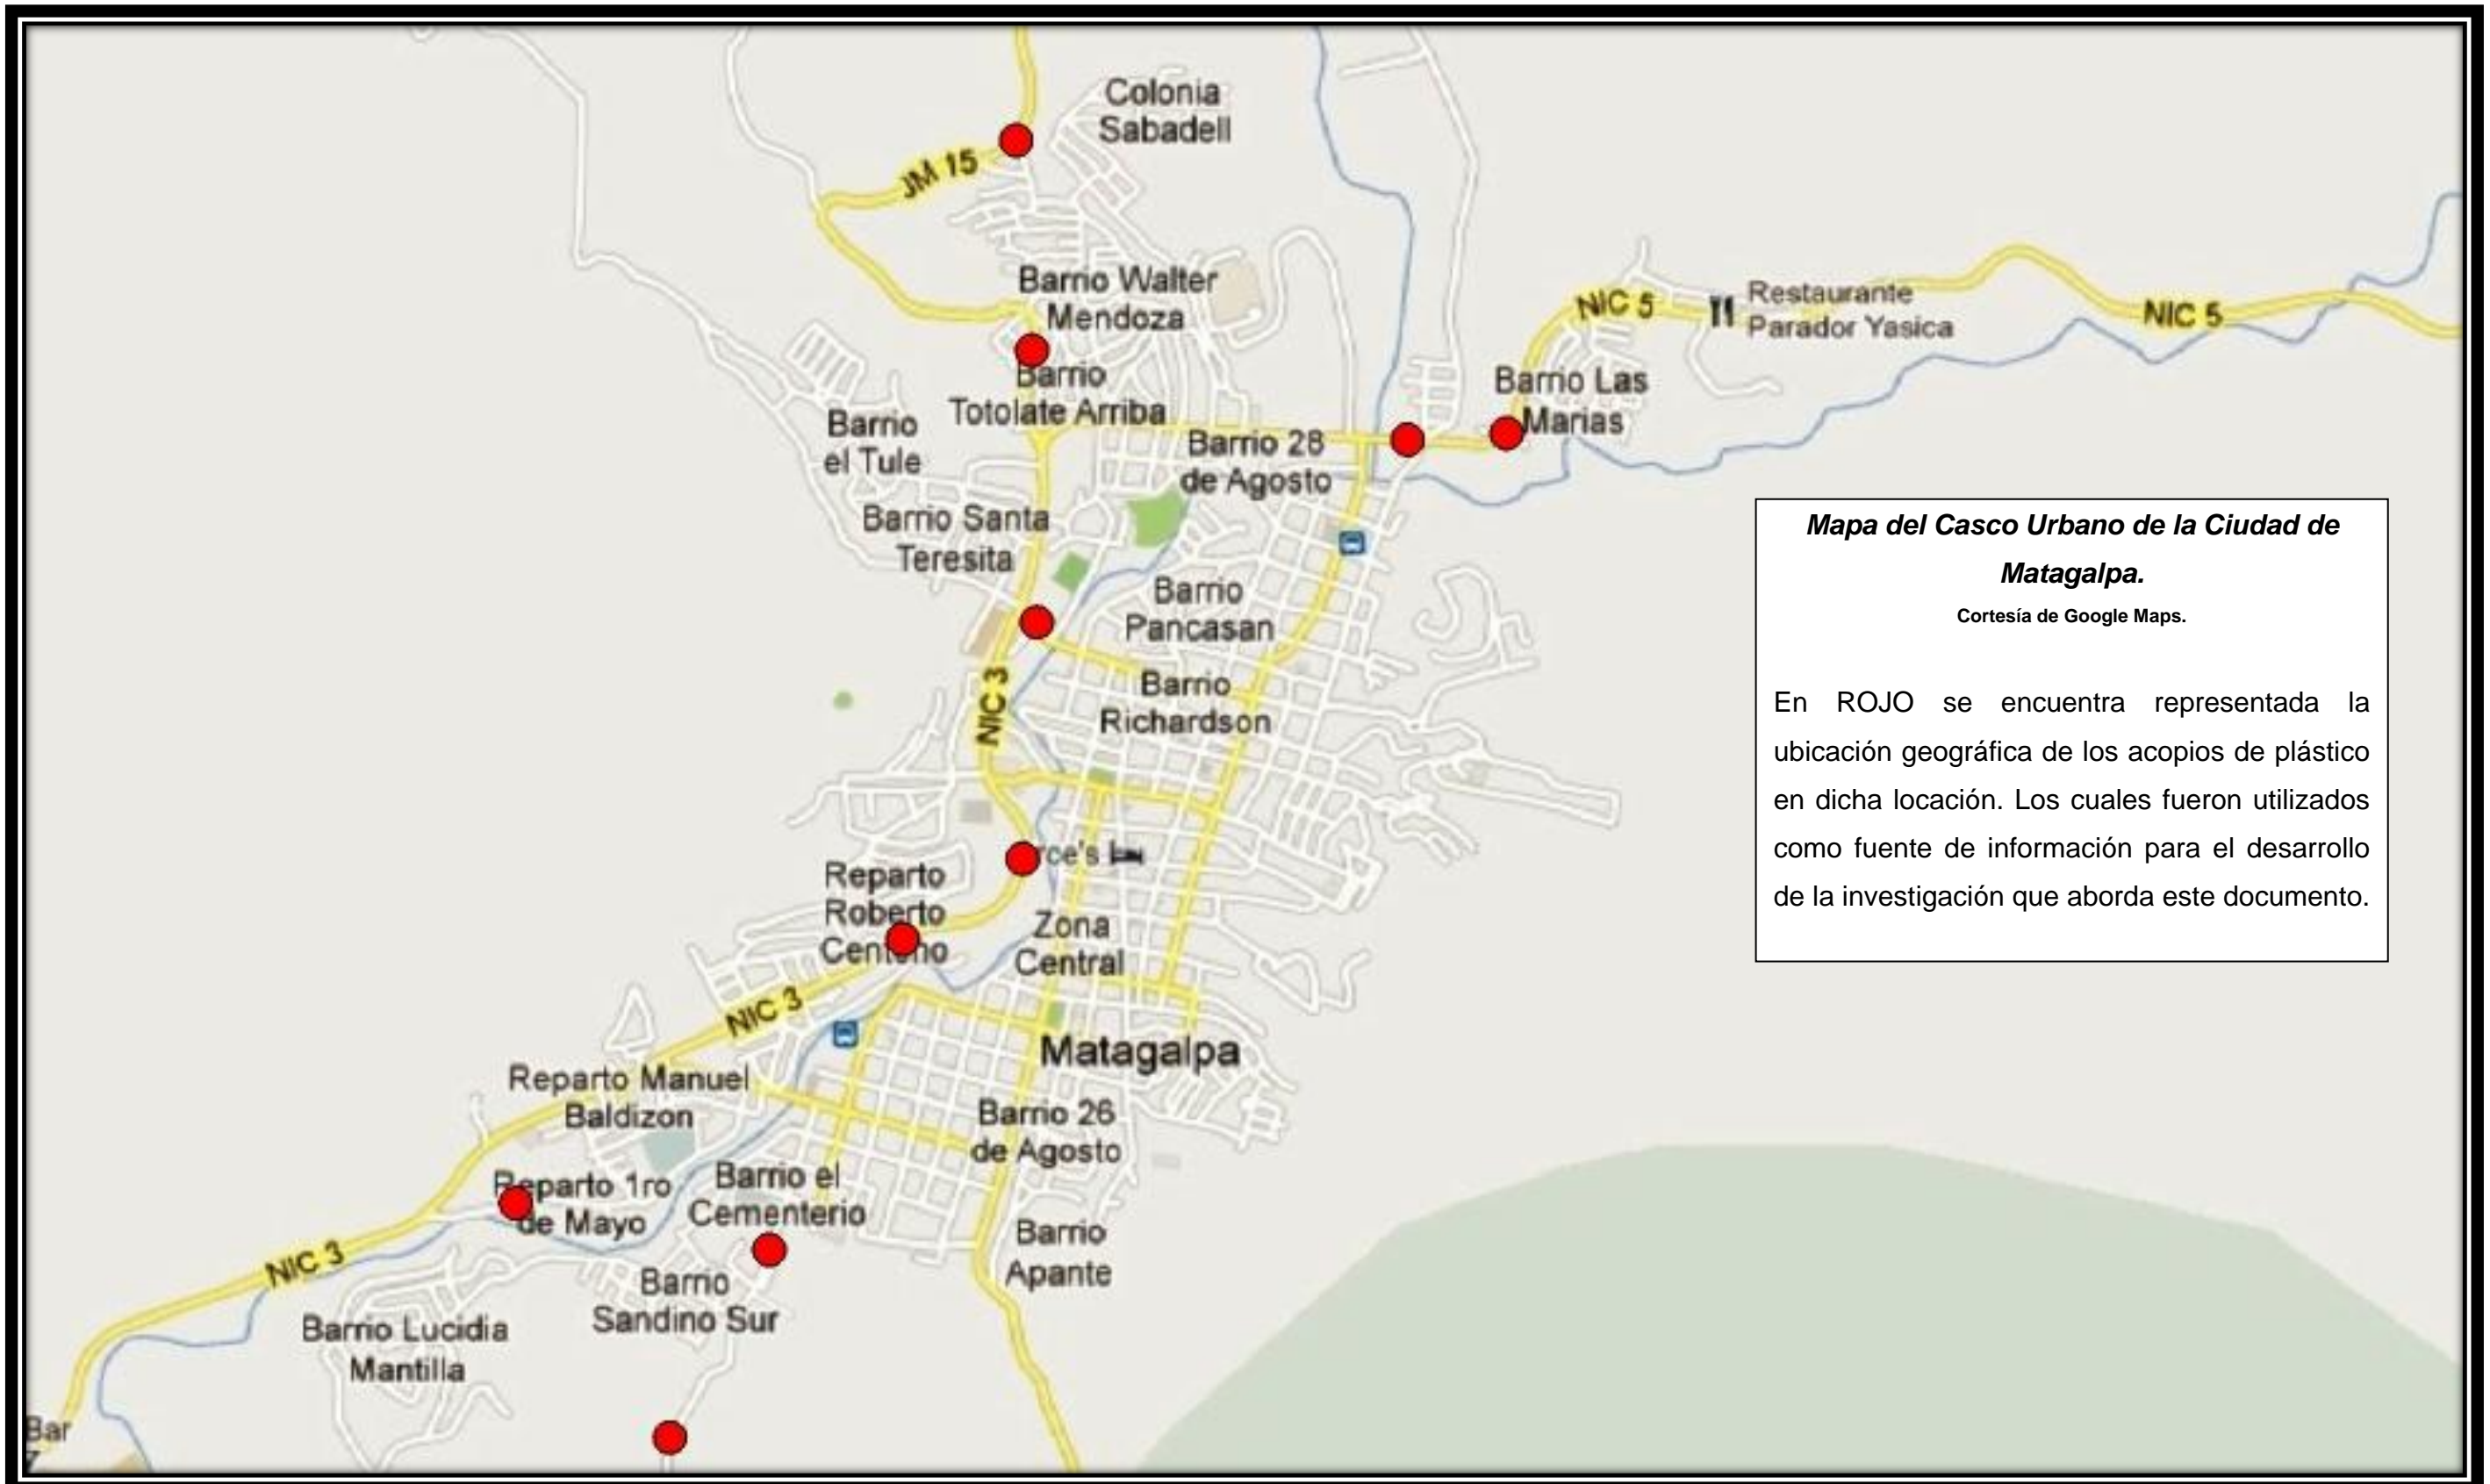 Colonia
Sabadell
JM 15
Barrio Walter
Mendoza
NIC 5
Restaurante
Parador Yasica
NIC 5
Barrio
Totolate Arriba
Barrio Las
Marias
Barrio
el Tule
Barrio 28
de Agosto
Barrio Santa
Teresita
Barrio
Pancasan
Barrio
Richardson
NIC 3
Reparto
Roberto
Centeno
Zona
Central
NIC 3
Matagalpa
Reparto Manuel
Baldizon
Barrio 26
de Agosto
Reparto 1ro
de Mayo
Barrio el
Cementerio
Barrio
Apante
NIC 3
Barrio
Sandino Sur
Barrio Lucidia
Mantilla
Bar
Mapa del Casco Urbano de la Ciudad de
Matagalpa.
Cortesía de Google Maps.
En ROJO se encuentra representada la
ubicación geográfica de los acopios de plástico
en dicha locación. Los cuales fueron utilizados
como fuente de información para el desarrollo
de la investigación que aborda este documento.